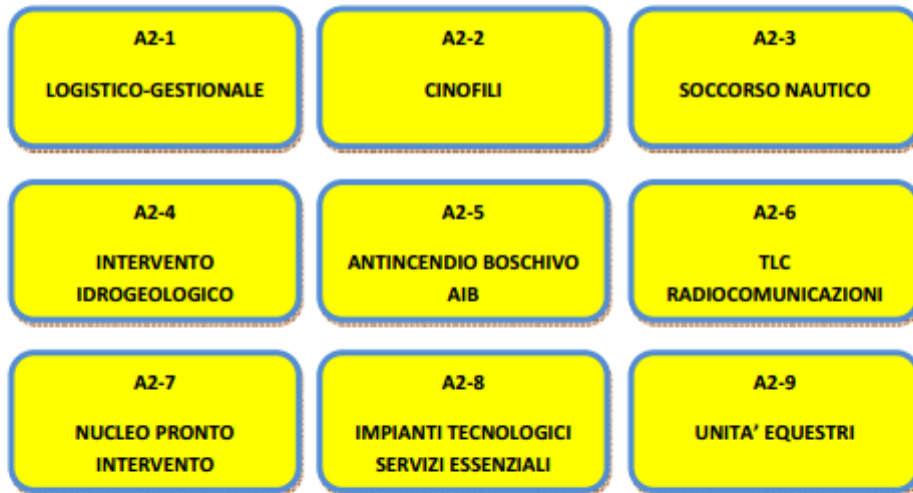 A2-1
LOGISTICO-GESTIONALE
A2-2
CINOFILI
A2-3
SOCCORSO NAUTICO
A2-4
INTERVENTO
IDROGEOLOGICO
A2-5
ANTINCENDIO BOSCHIVO
AIB
A2-6
TLC
RADIOCOMUNICAZIONI
A2-7
NUCLEO PRONTO
INTERVENTO
A2-8
IMPIANTI TECNOLOGICI
SERVIZI ESSENZIALI
A2-9
UNITA’ EQUESTRI